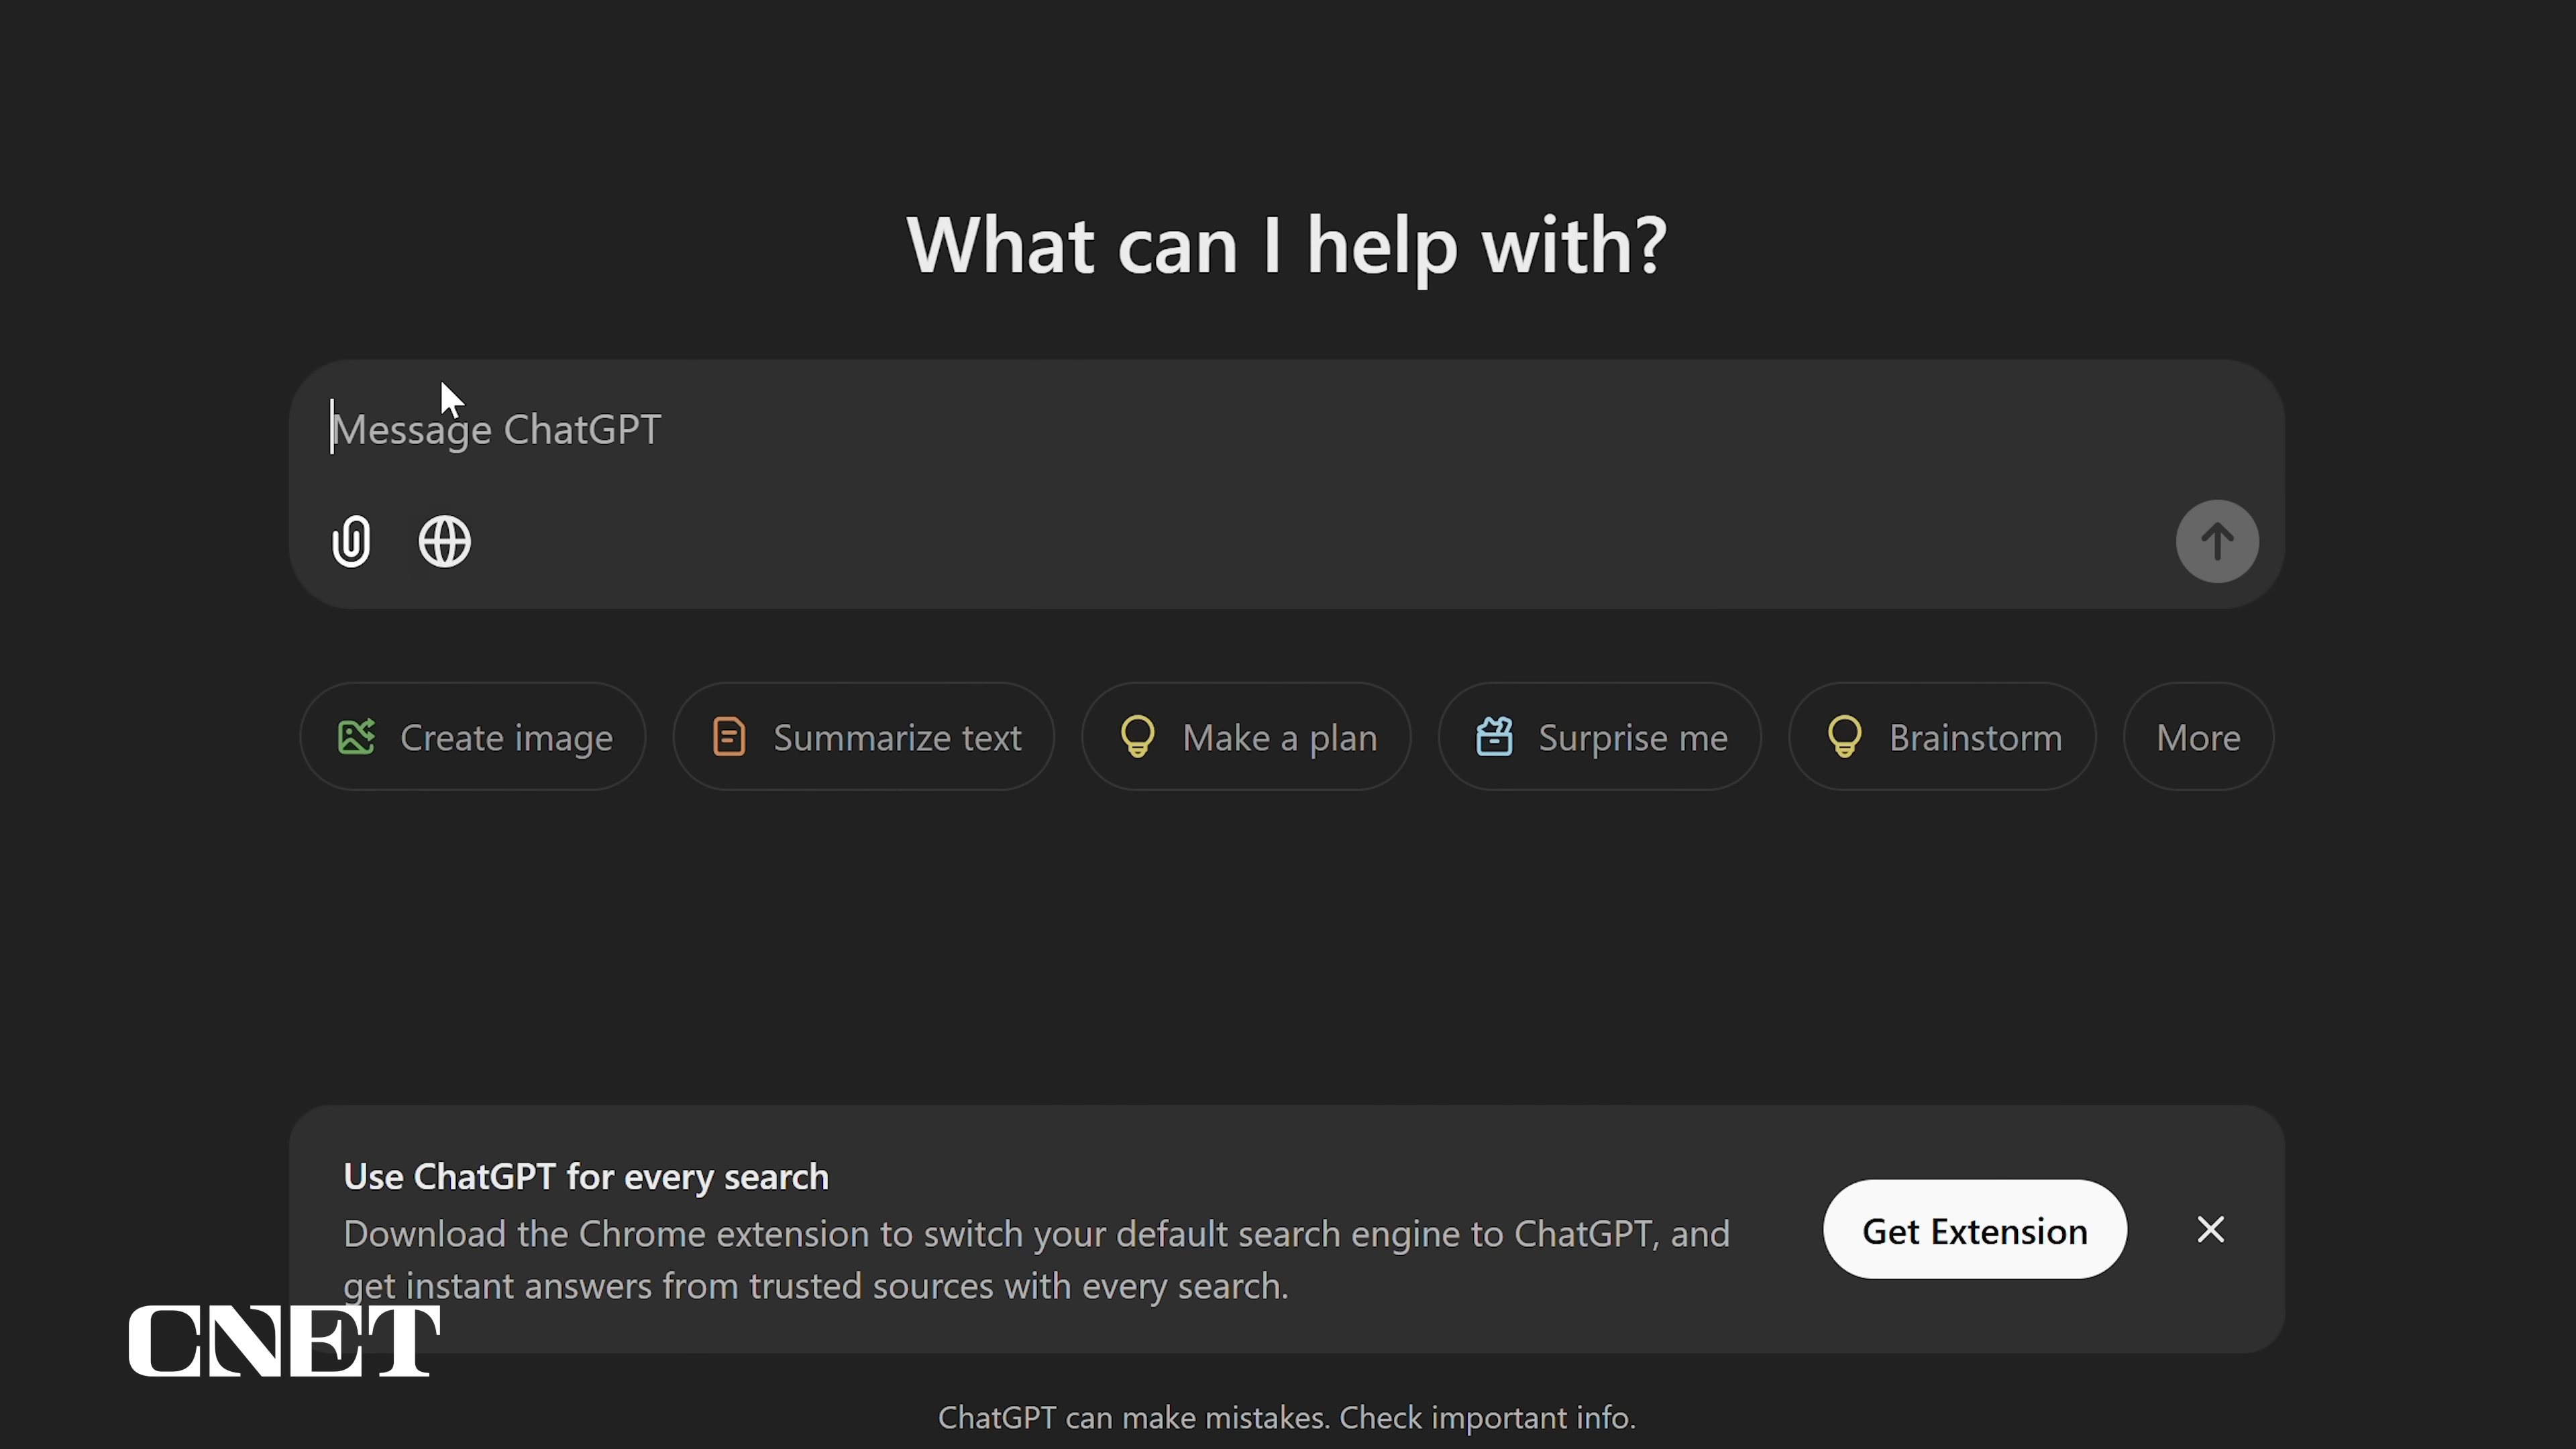 What can I help with?
Message ChatGPT
Create image
Summarize text
Make a plan
Surprise me
Brainstorm
More
Use ChatGPT for every search
Download the Chrome extension to switch your default search engine to ChatGPT, and
get instant answers from trusted sources with every search.
Get Extension
CNET
ChatGPT can make mistakes. Check important info.